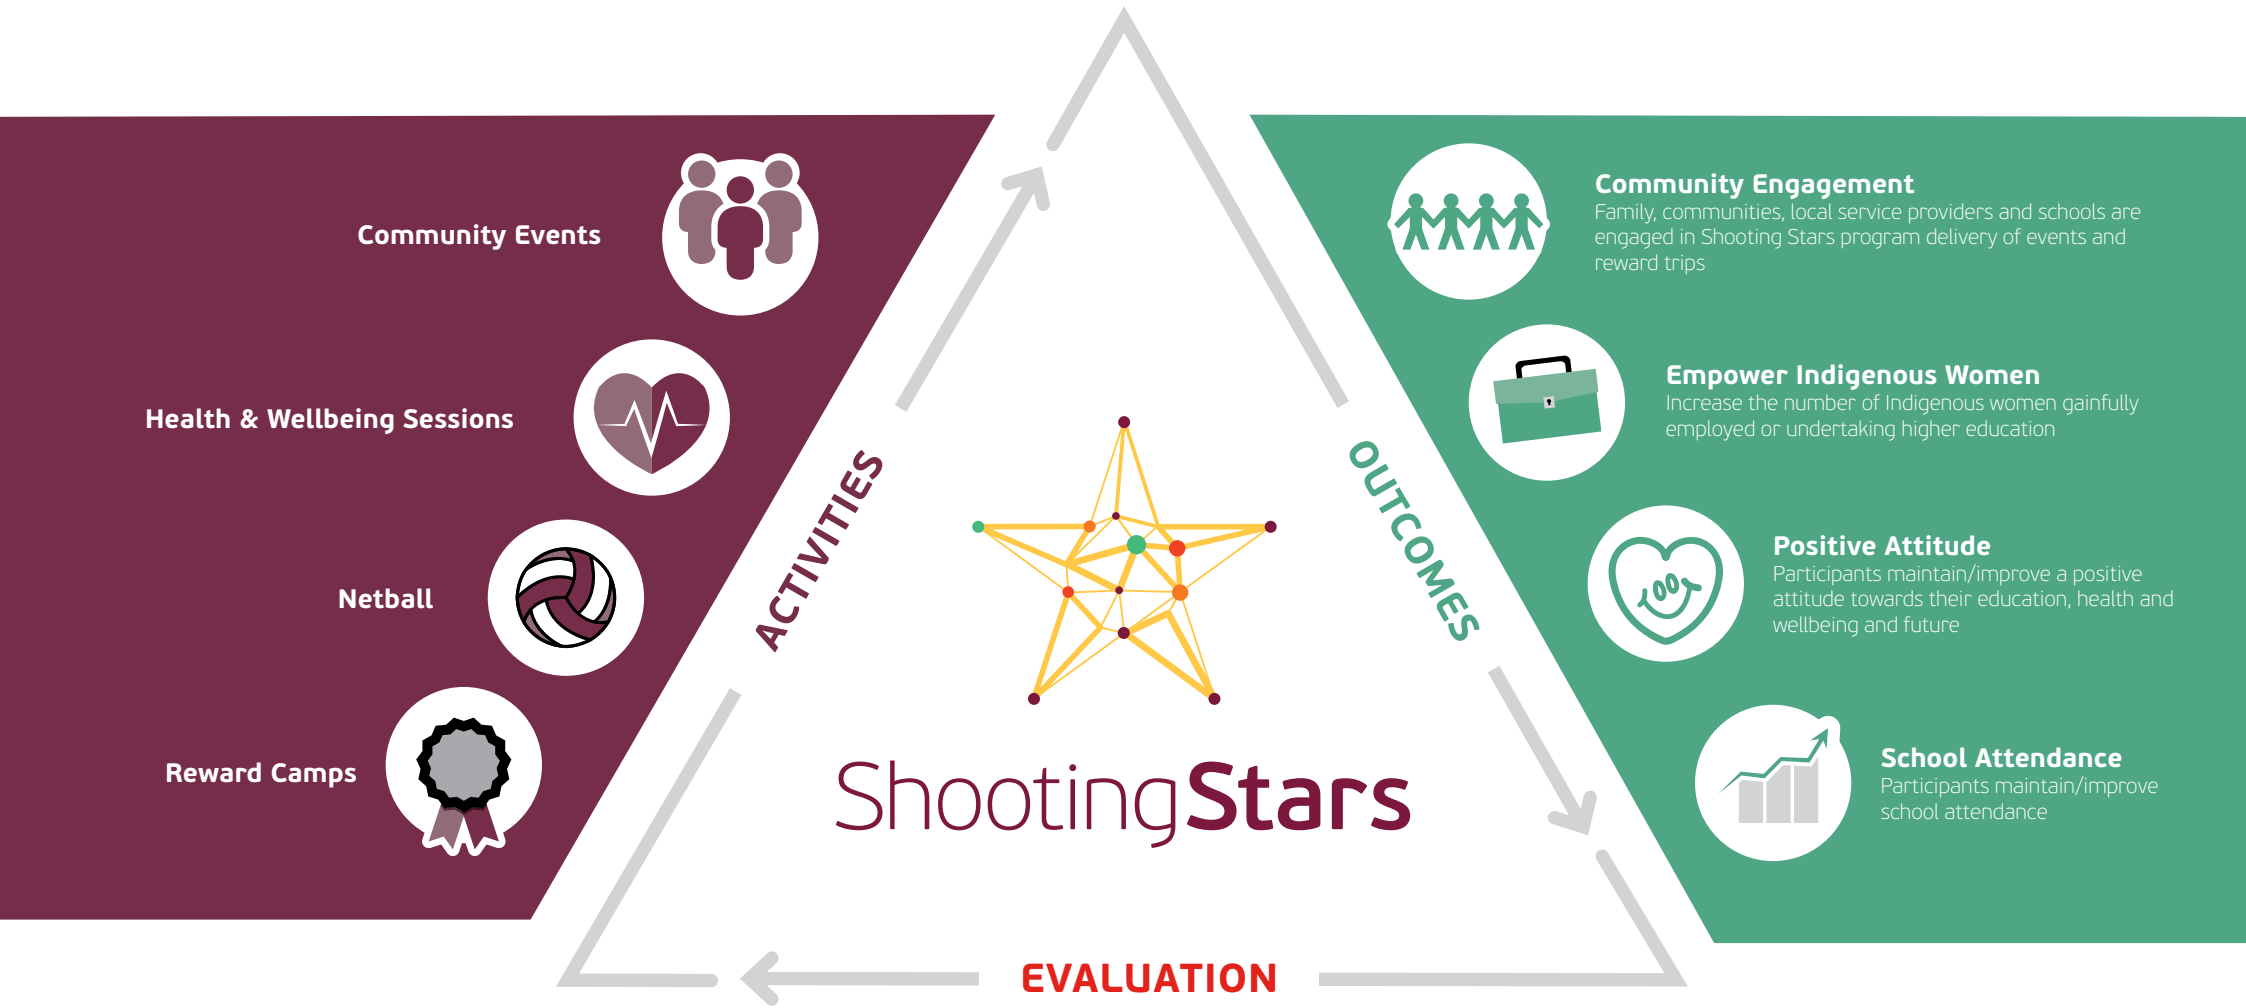 Community Events
Health & Wellbeing Sessions
Netball
Reward Camps
ACTIVITIES
ShootingStars
EVALUATION
OUTCOMES
Community Engagement
Family, communities, local service providers and schools are
engaged in Shooting Stars program delivery of events and
reward trips
Empower Indigenous Women
Increase the number of Indigenous women gainfully
employed or undertaking higher education
Positive Attitude
Participants maintain/improve a positive
attitude towards their education, health and
wellbeing and future
School Attendance
Participants maintain/improve
school attendance